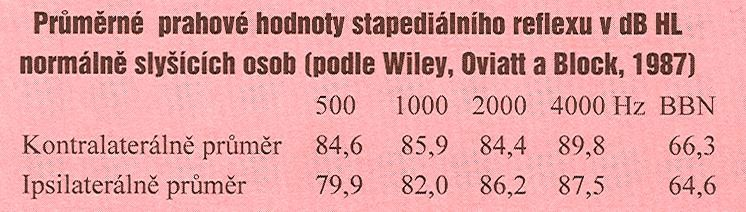 Průměrné prahové hodnoty stapediálního reflexu v dB HL
normálně slyšících osob (podle Wiley, Oviatt a Block, 1987)
500 1000 2000 4000 Hz BBN
Kontralaterálně průměr 84,6 85,9 84,4 89,8 66,3
Ipsilaterálně průměr 79,9 82,0 86,2 87,5 64,6